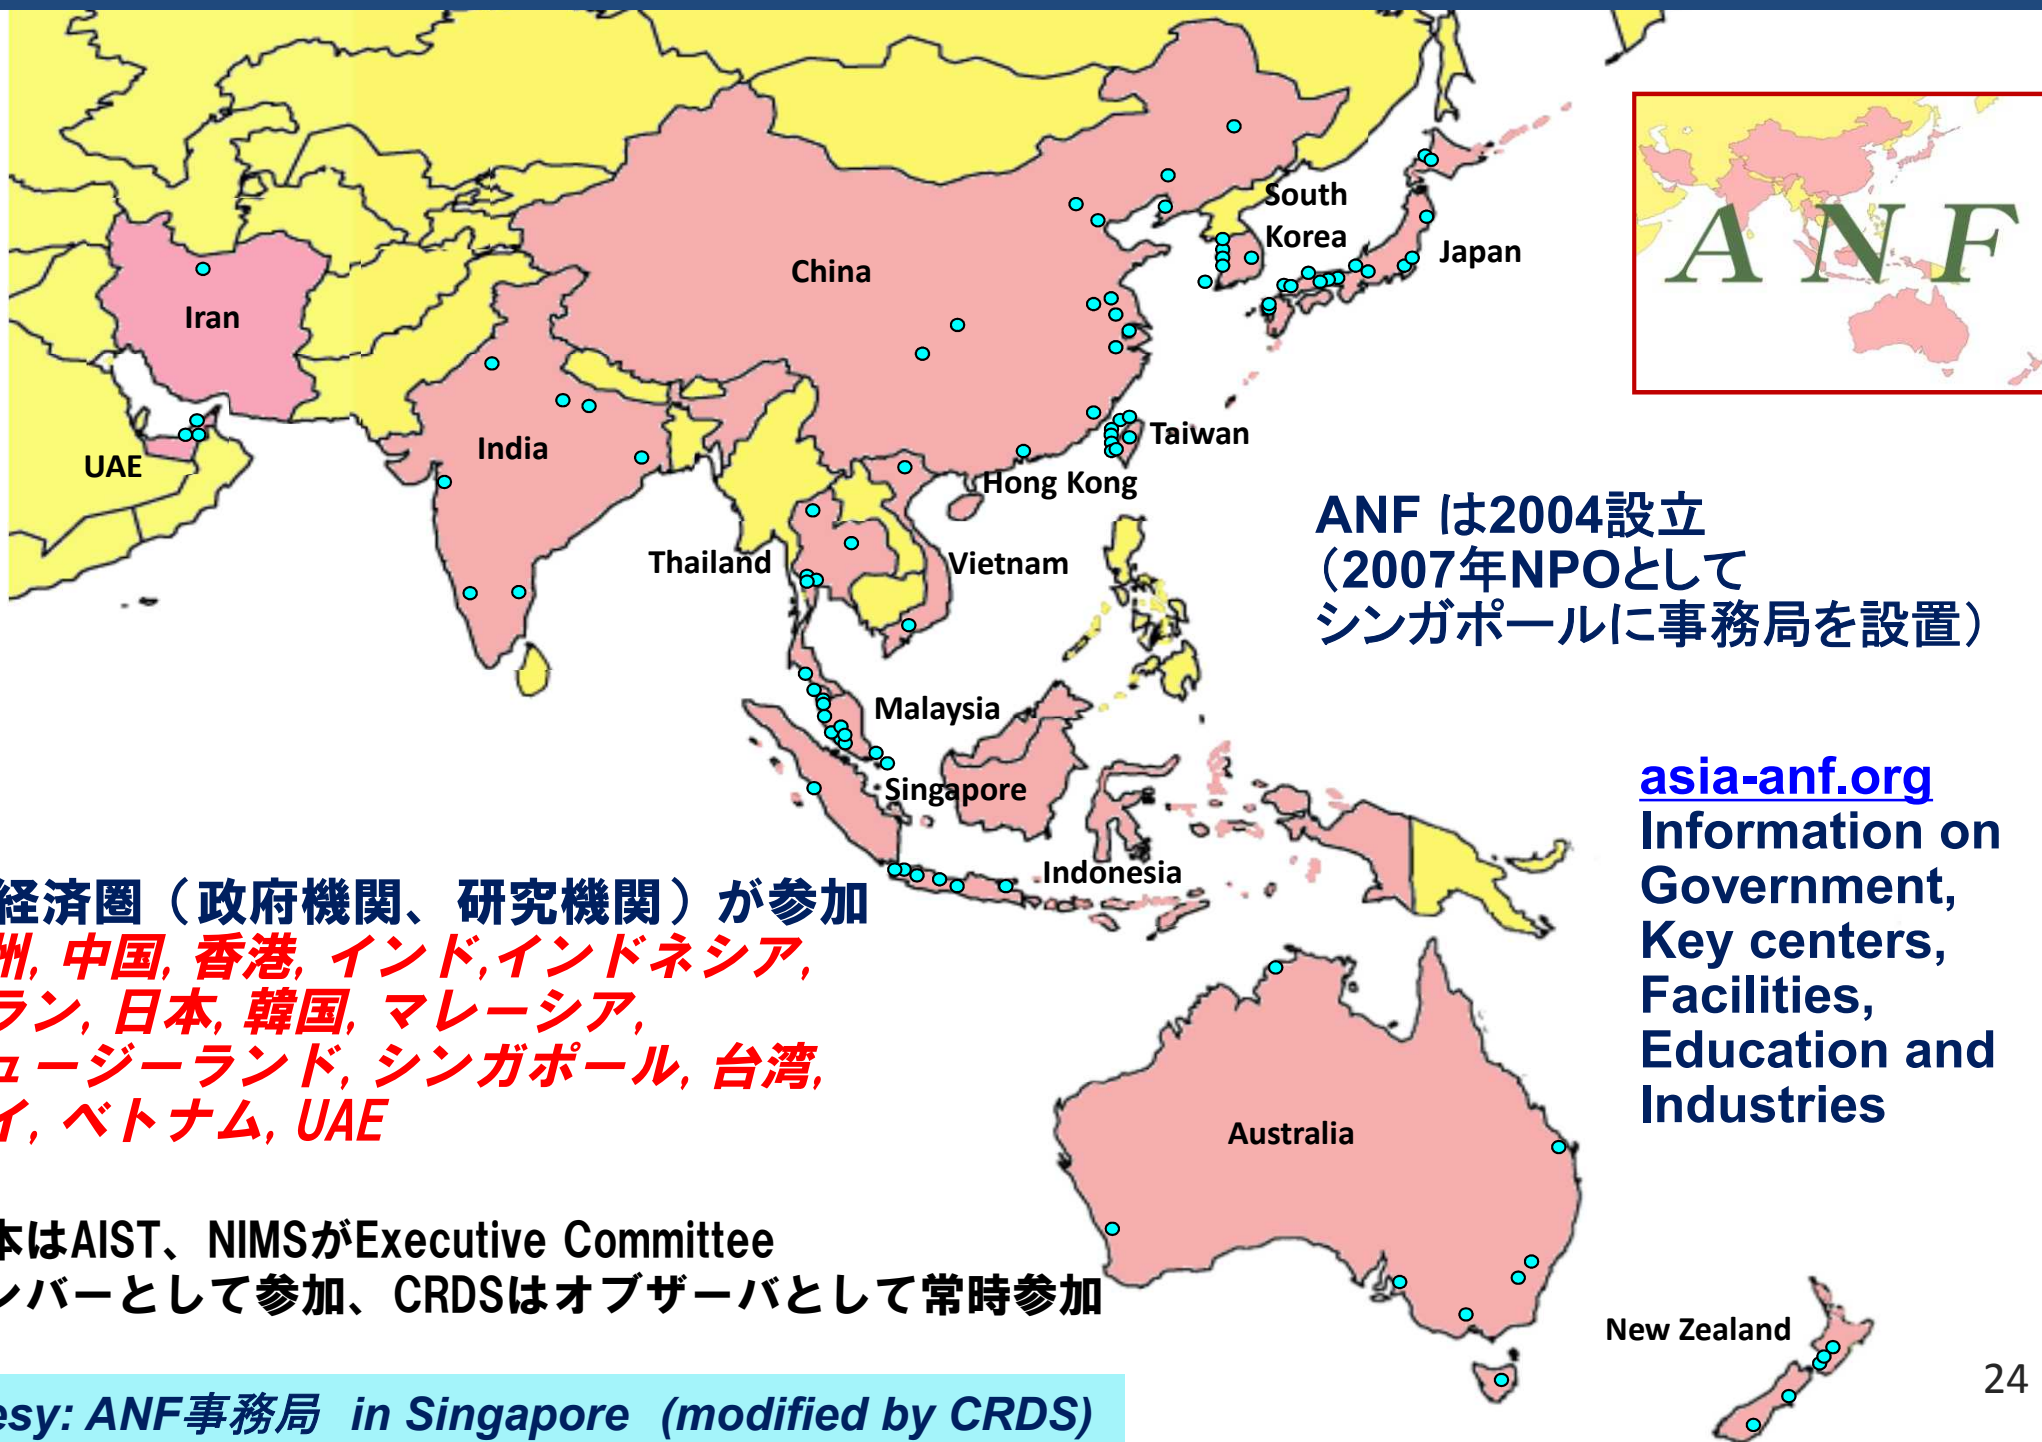 South
Korea
Japan
China
Iran
ANF
UAE
India
Taiwan
Hong Kong
Thailand
Vietnam
ANF は2004設立
（2007年NPOとして
シンガポールに事務局を設置）
Malaysia
Singapore
Indonesia
asia-anf.org
Information on
Government,
Key centers,
Facilities,
Education and
Industries
経済圏（政府機関、研究機関）が参加
州, 中国, 香港, インド,インドネシア,
ラン, 日本, 韓国, マレーシア,
ュージーランド, シンガポール, 台湾,
イ, ベトナム, UAE
Australia
本はAIST、NIMSがExecutive Committee
ンバーとして参加、CRDSはオブザーバとして常時参加
New Zealand
24
esy: ANF事務局 in Singapore (modified by CRDS)